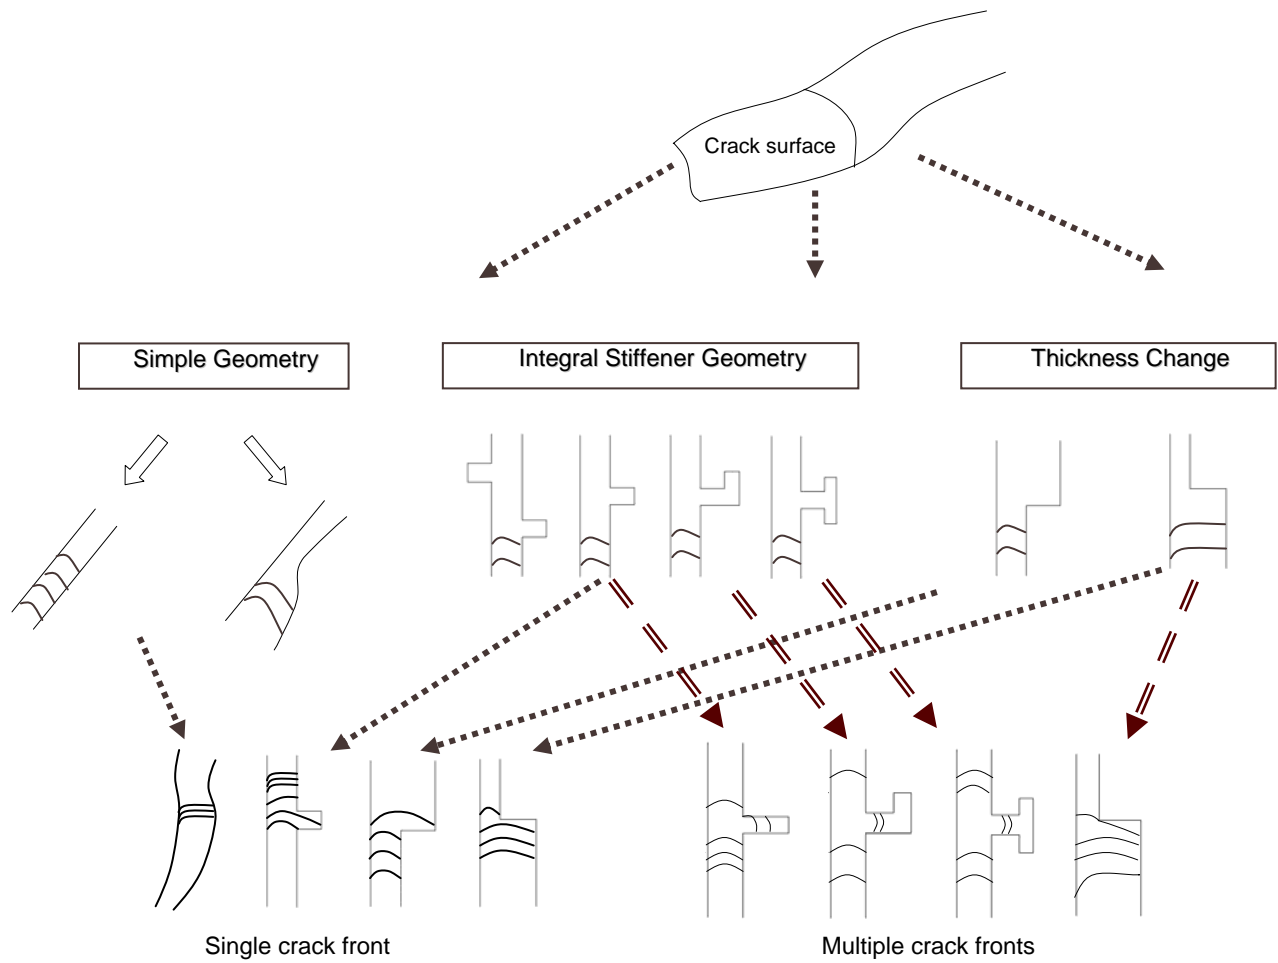 Crack surface
Simple Geometry
Integral Stiffener Geometry
Thickness Change
Single crack front
Multiple crack fronts